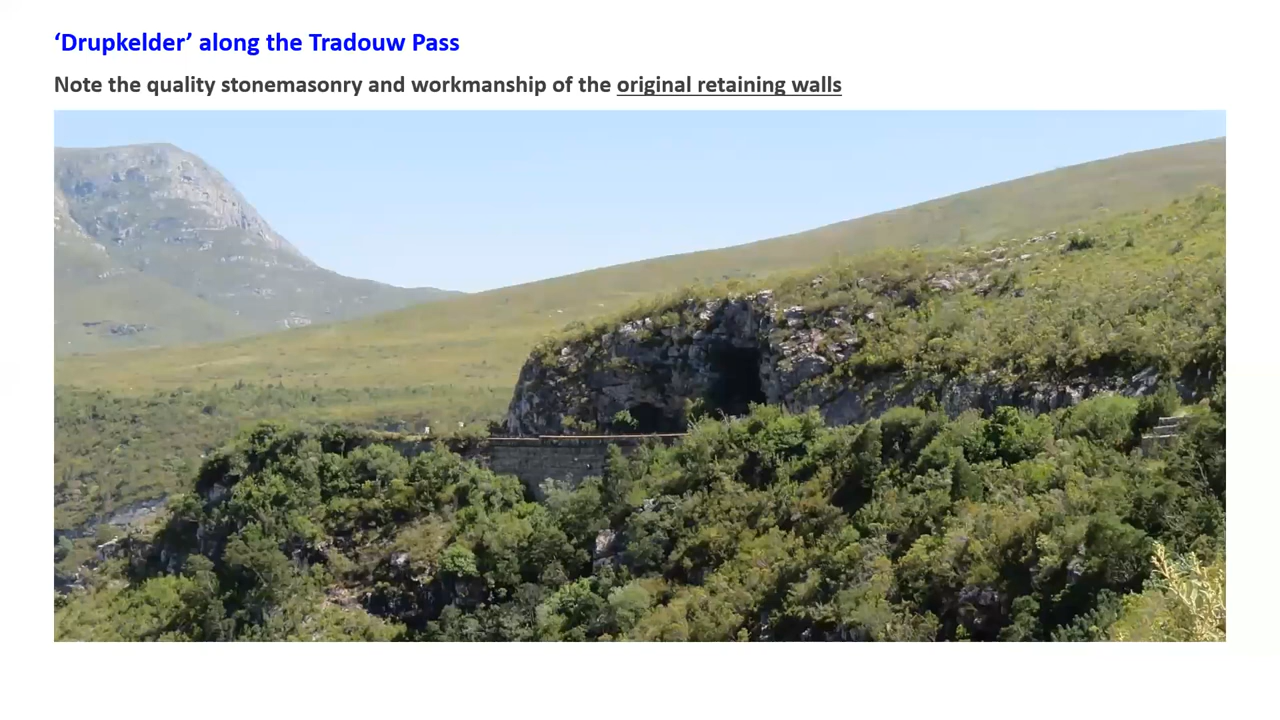 ‘Drupkelder’ along the Tradouw Pass
Note the quality stonemasonry and workmanship of the original retaining walls